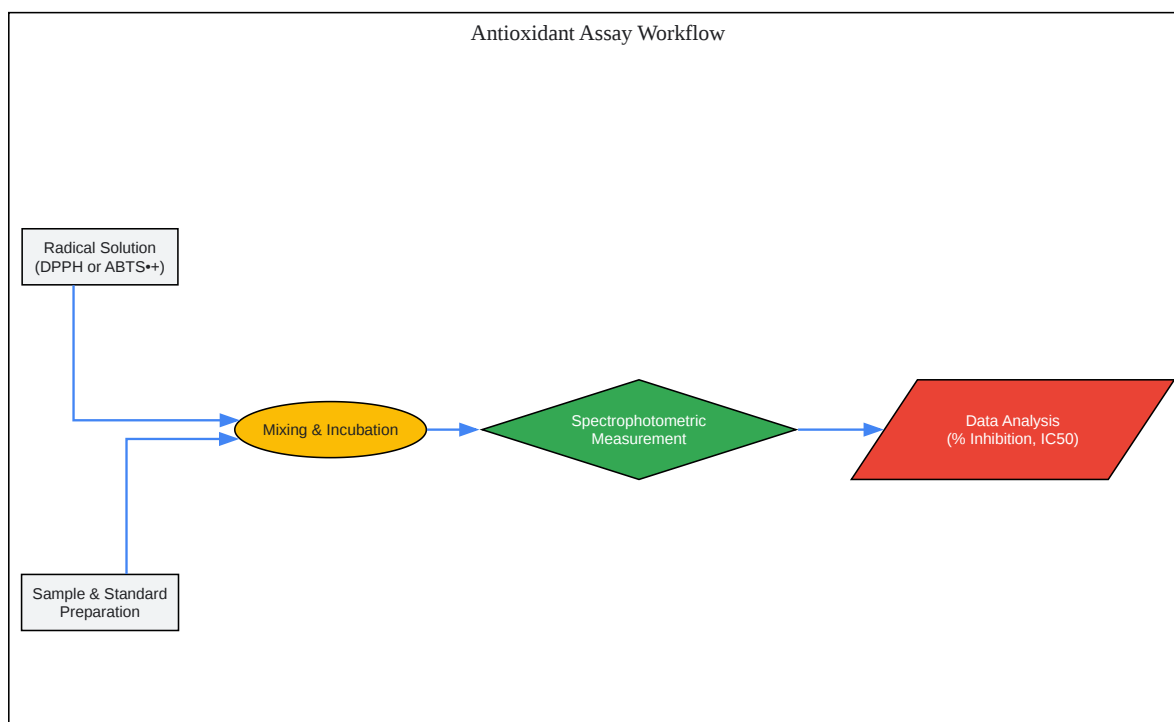 Antioxidant Assay Workflow
Radical Solution
(DPPH or ABTS•+)
Mixing & Incubation
Spectrophotometric
Measurement
Data Analysis
(% Inhibition, IC50)
Sample & Standard
Preparation